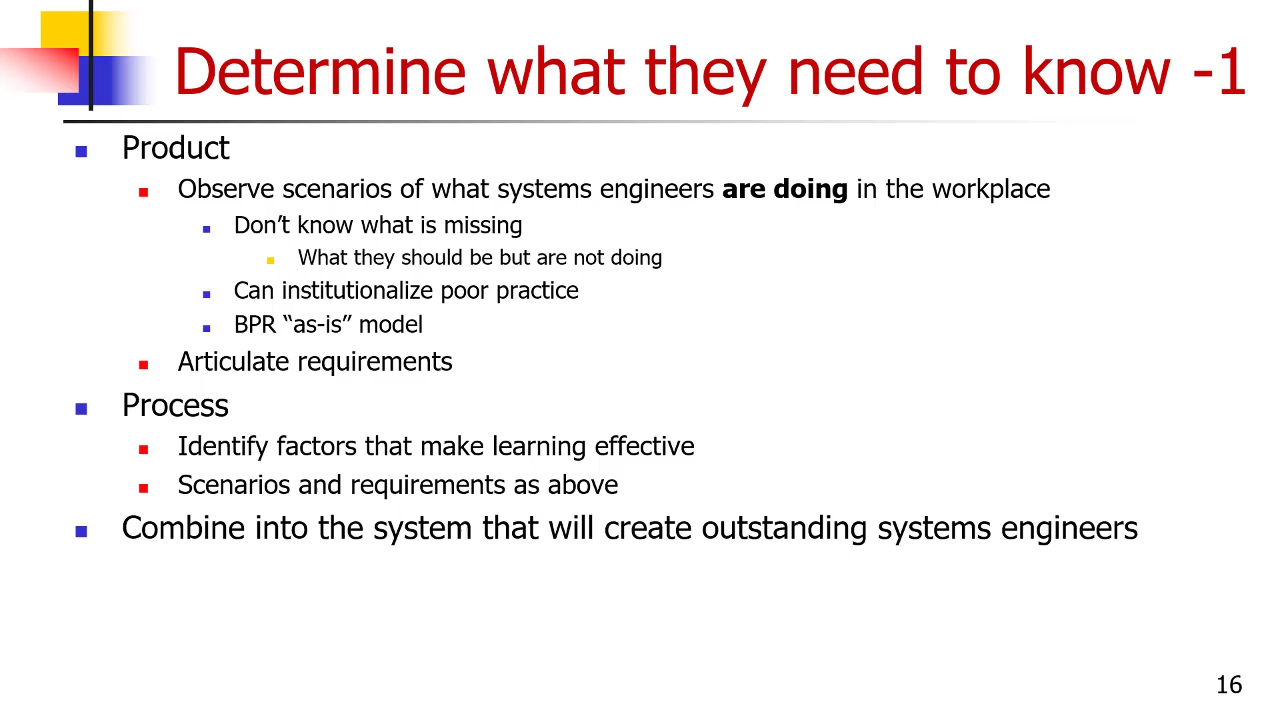 Determine what they need to know -1
Product
Observe scenarios of what systems engineers are doing in the workplace
Don’t know what is missing
What they should be but are not doing
Can institutionalize poor practice
BPR “as-is” model
Articulate requirements
Process
Identify factors that make learning effective
Scenarios and requirements as above
Combine into the system that will create outstanding systems engineers
16